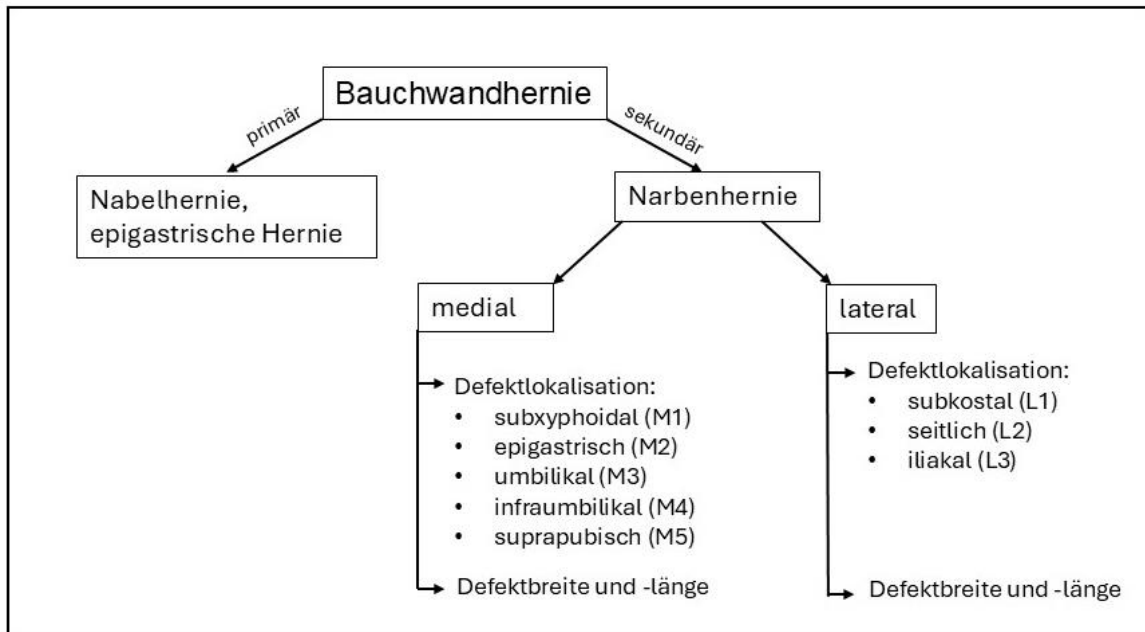 Bauchwandhernie
primär
sekundär
Nabelhernie,
epigastrische Hernie
Narbenhernie
medial
lateral
Defektlokalisation:
• subxyphoidal (M1)
• epigastrisch (M2)
• umbilikal (M3)
• infraumbilikal (M4)
• suprapubisch (M5)
Defektbreite und -länge
Defektlokalisation:
• subkostal (L1)
• seitlich (L2)
• iliakal (L3)
Defektbreite und -länge